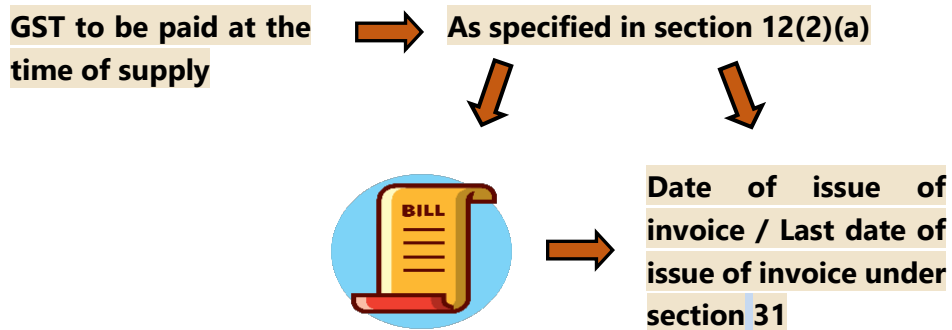 GST to be paid at the
time of supply
As specified in section 12(2)(a)
BILL
Date of issue of
invoice / Last date of
issue of invoice under
section 31